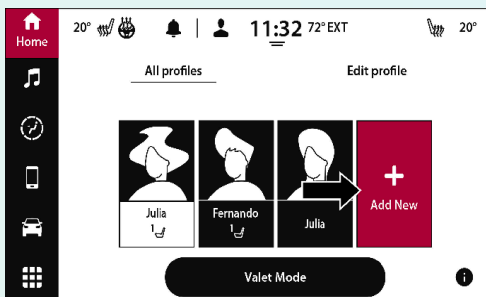 Home
20° 11:32 72° EXT 20°
All profiles Edit profile
Julia Fernando Julia Add New
1 1
Valet Mode